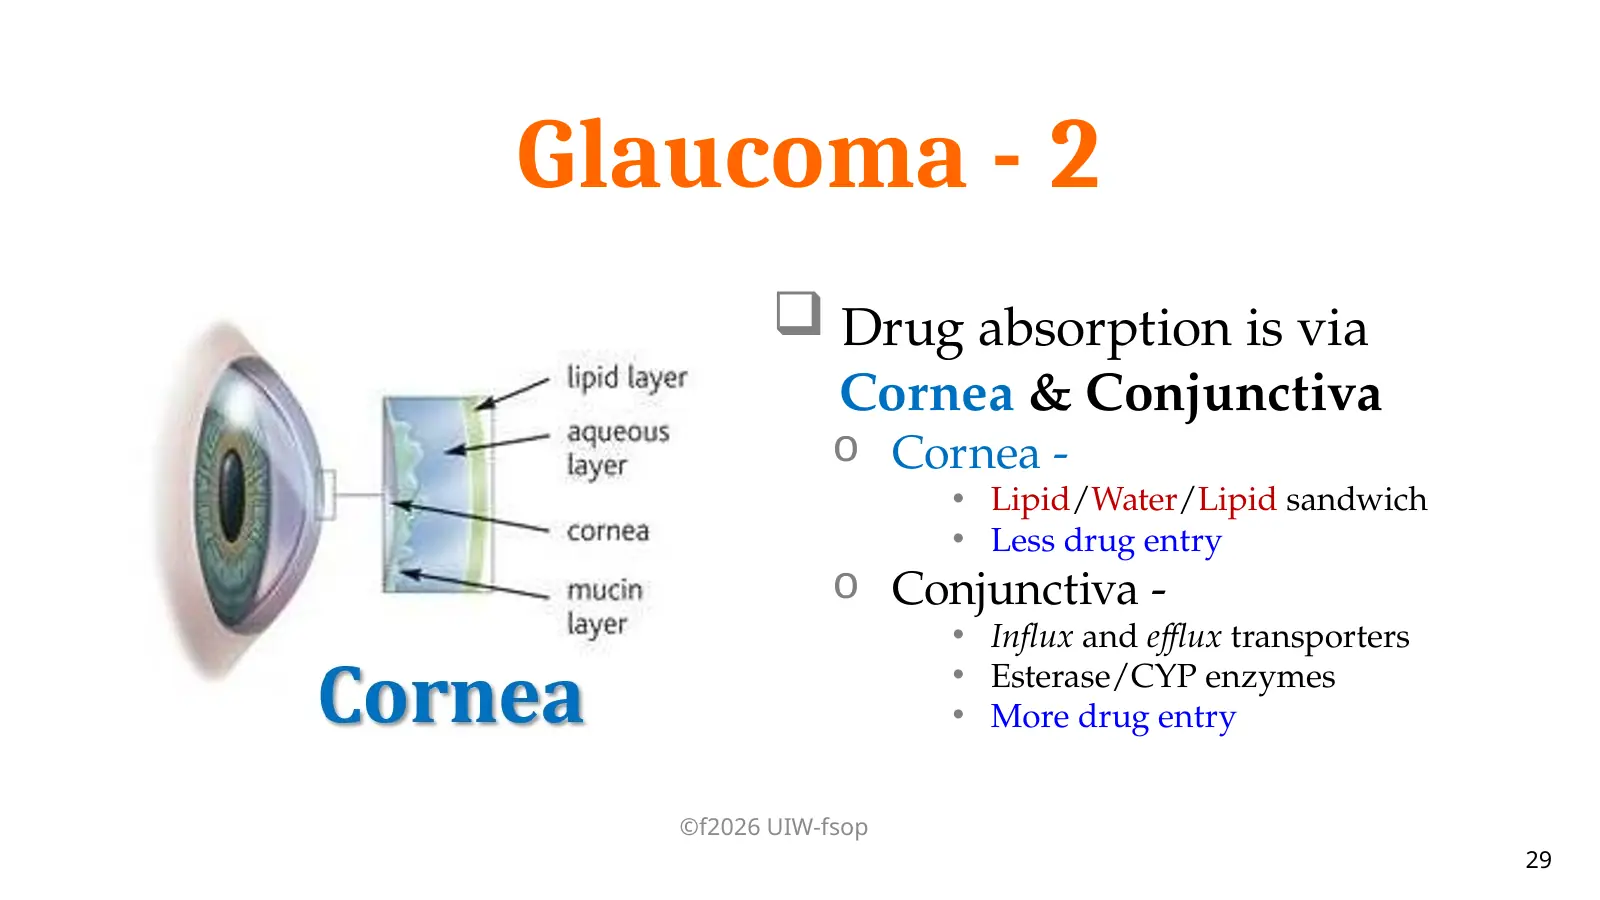 Glaucoma - 2
lipid layer
aqueous
layer
cornea
mucin
layer
Cornea
❑ Drug absorption is via
Cornea & Conjunctiva
o Cornea -
• Lipid/Water/Lipid sandwich
• Less drug entry
o Conjunctiva -
• Influx and efflux transporters
• Esterase/CYP enzymes
• More drug entry
©f2026 UIW-fsop
29